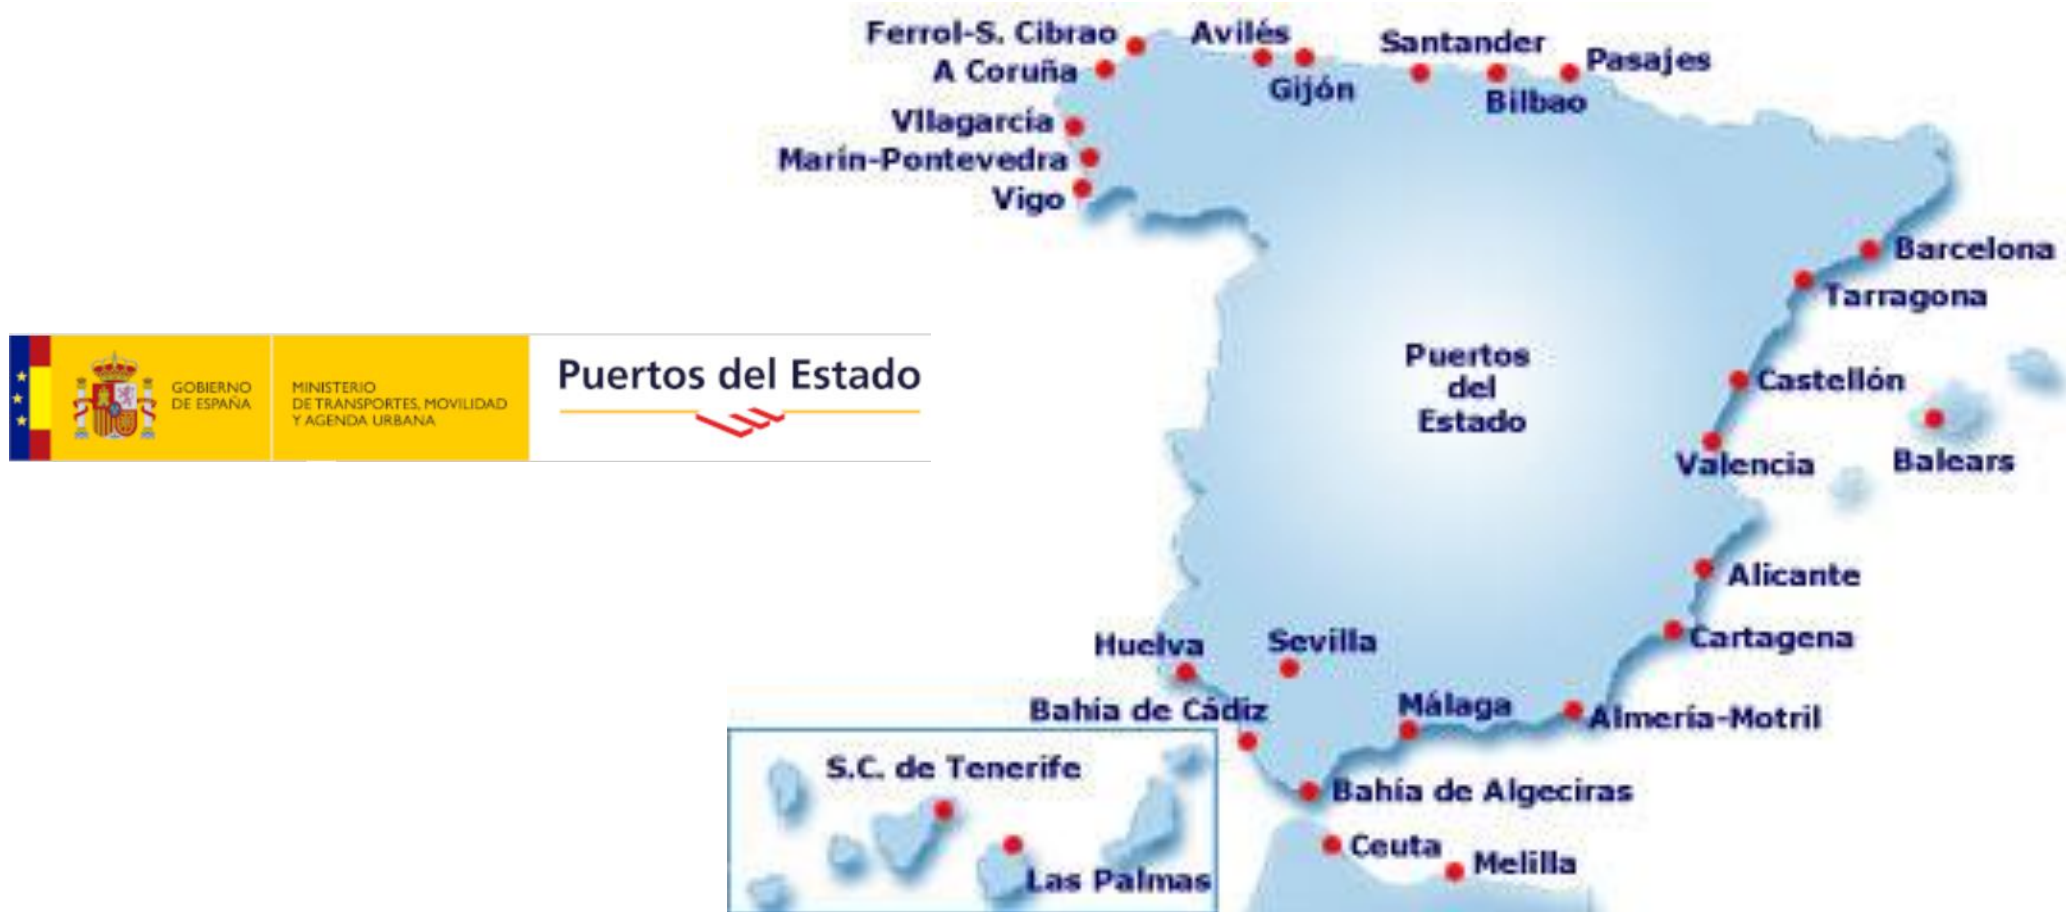 Ferrol-S. Cibrao
Avilés
Santander
Pasajes
A Coruña
Gijón
Bilbao
VIlagarcía
Marín-Pontevedra
Vigo
Barcelona
Tarragona
GOBIERNO
DE ESPAÑA
MINISTERIO
DE TRANSPORTES, MOVILIDAD
Y AGENDA URBANA
Puertos del Estado
Puertos
del
Estado
Castellón
Valencia
Balears
Alicante
Cartagena
Huelva
Sevilla
Bahía de Cádiz
Málaga
Almería-Motril
S.C. de Tenerife
Bahía de Algeciras
Ceuta
Melilla
Las Palmas